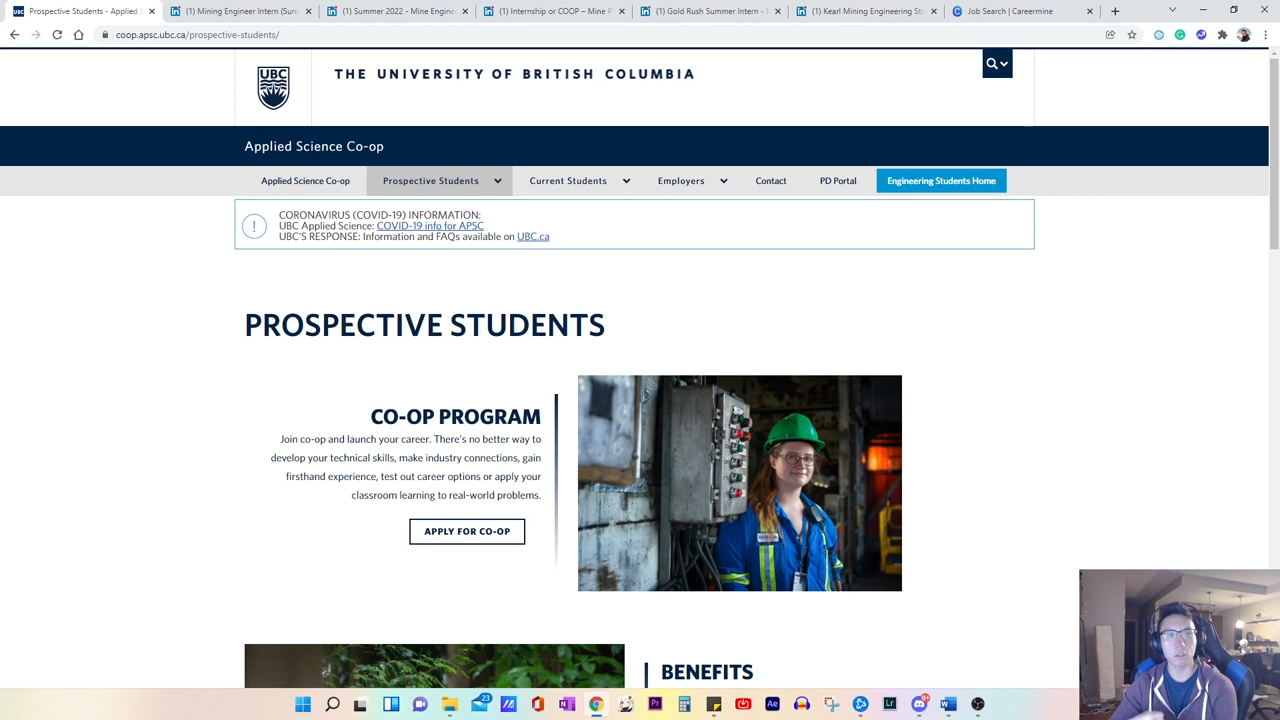 Prospective Students - Applied S
(1) Mining Engineer Intern (Sum
(1) Summer 2022 - Mine Engine
(1) Internship or COOP – Mine P
(1) Gold Rush Summer Intern -
(1) Kearl Mining Engineering St
Job Search | Careermine
coop.apsc.ubc.ca/prospective-students/
UBC
THE UNIVERSITY OF BRITISH COLUMBIA
Applied Science Co-op
Applied Science Co-op
Prospective Students
Current Students
Employers
Contact
PD Portal
Engineering Students Home
!
CORONAVIRUS (COVID-19) INFORMATION:
UBC Applied Science: COVID-19 info for APSC
UBC'S RESPONSE: Information and FAQs available on UBC.ca
PROSPECTIVE STUDENTS
CO-OP PROGRAM
Join co-op and launch your career. There's no better way to
develop your technical skills, make industry connections, gain
firsthand experience, test out career options or apply your
classroom learning to real-world problems.
APPLY FOR CO-OP
BENEFITS
23